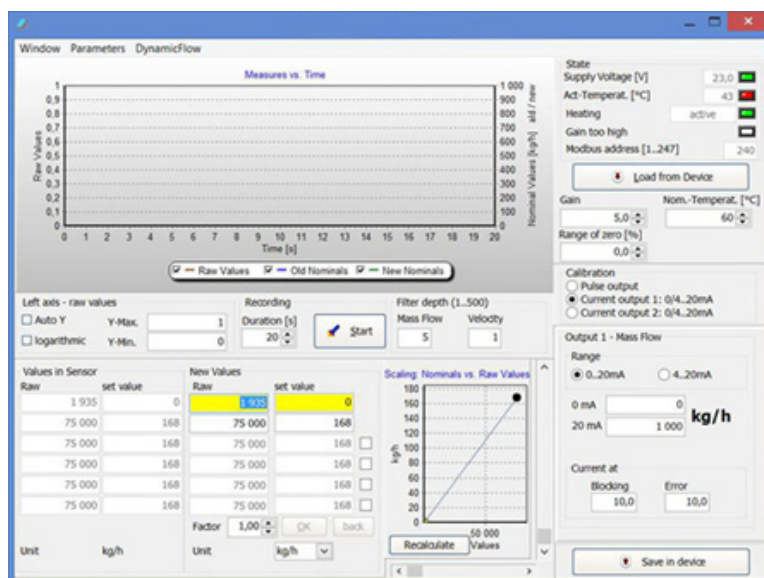 Window Parameters DynamicFlow
Measures vs. Time
Raw Values
1
0,9
0,8
0,7
0,6
0,5
0,4
0,3
0,2
0,1
0
1 000
900
800
700
600
500
400
300
200
100
0
Nominal Values [kg/h] old / new
0 1 2 3 4 5 6 7 8 9 10 11 12 13 14 15 16 17 18 19 20
Time [s]
Raw Values Old Nominals New Nominals
State
Supply Voltage [V] 23,0
Act-Temperat. [°C] 43
Heating active
Gain too high
Modbus address [1..247] 240
Load from Device
Gain Nom.-Temperat. [°C]
5,0 60
Range of zero [%]
0,0
Calibration
Pulse output
Current output 1: 0/4..20mA
Current output 2: 0/4..20mA
Left axis - raw values
Auto Y Y-Max. 1
logarithmic Y-Min. 0
Recording
Duration [s]
20
Start
Filter depth (1...500)
Mass Flow Velocity
5 1
Values in Sensor
Raw set value
1 935 0
75 000 168
75 000 168
75 000 168
75 000 168
75 000 168
Unit kg/h
New Values
Raw set value
1 935 0
75 000 168
75 000 168
75 000 168
75 000 168
75 000 168
Factor 1,00 OK back
Unit kg/h
Scaling: Nominals vs. Raw Values
kg/h
180
160
140
120
100
80
60
40
20
0
50 000
Recalculate Values
Output 1 - Mass Flow
Range
0..20mA 4..20mA
0 mA 0
20 mA 1 000
kg/h
Current at
Blocking Error
10,0 10,0
Save in device